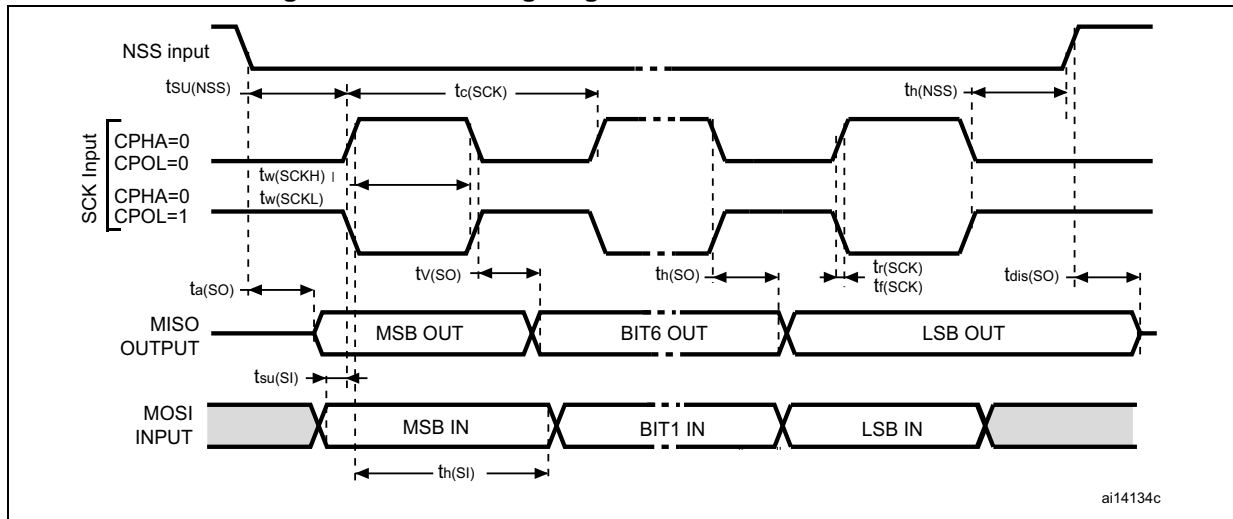 NSS input
tSU(NSS)
tc(SCK)
th(NSS)
SCK Input
CPHA=0
CPOL=0
tw(SCKH)
CPHA=0
tw(SCKL)
CPOL=1
tV(SO)
th(SO)
tr(SCK)
tf(SCK)
ta(SO)
tdis(SO)
MISO
OUTPUT
MSB OUT
BIT6 OUT
LSB OUT
tsu(SI)
MOSI
INPUT
MSB IN
BIT1 IN
LSB IN
th(SI)
ai14134c